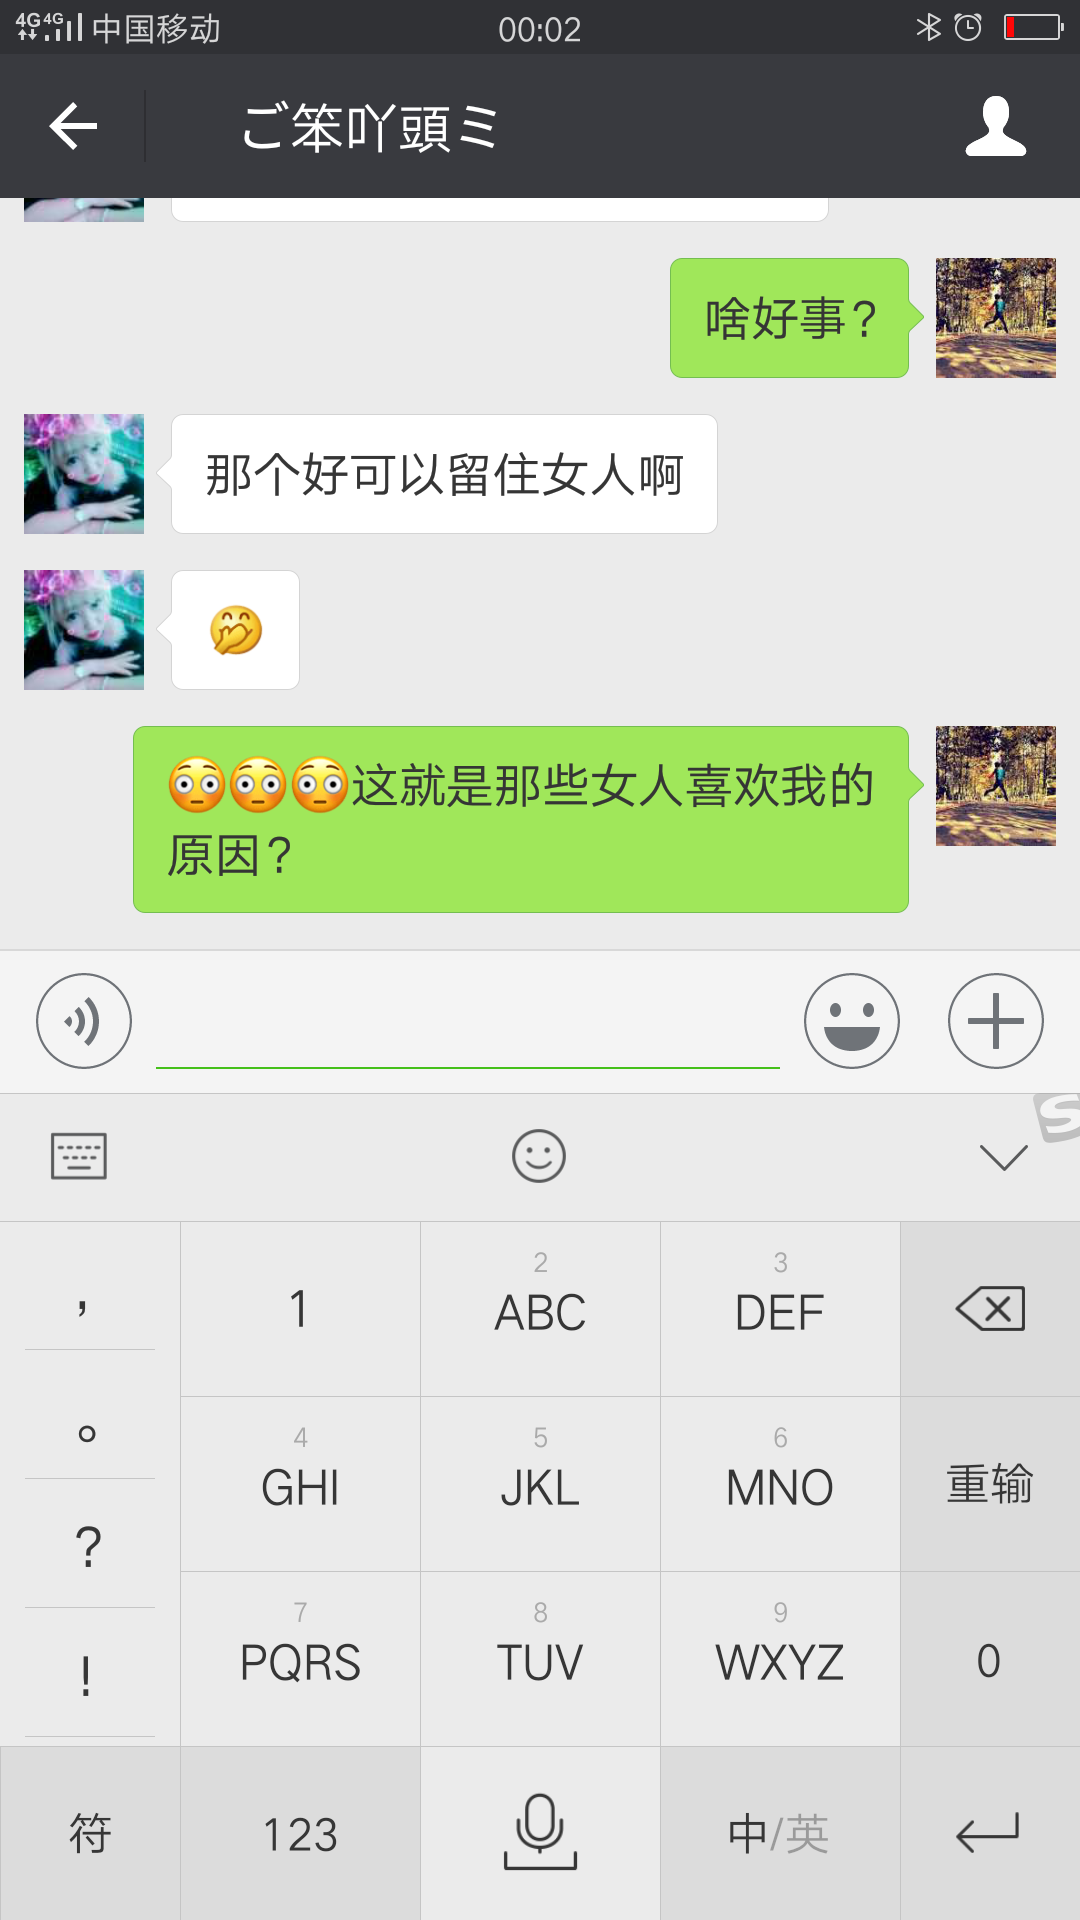 4G 4G 中国移动 00:02
ご笨吖頭ミ
啥好事？
那个好可以留住女人啊
🤭
😳😳😳这就是那些女人喜欢我的
原因？
S
， 1 2 ABC 3 DEF
。 4 GHI 5 JKL 6 MNO 重输
？ 7 PQRS 8 TUV 9 WXYZ 0
！
符 123 中/英